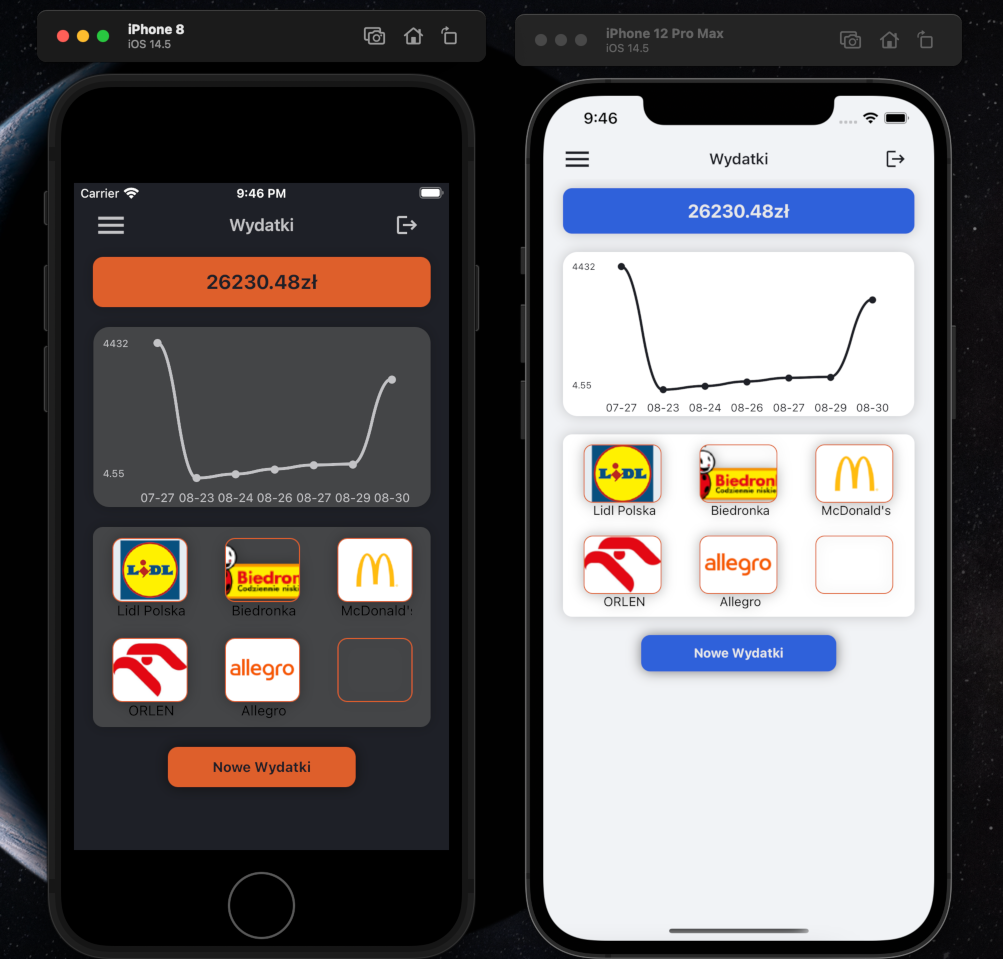 iPhone 8
iOS 14.5
Carrier
9:46 PM
Wydatki
26230.48zł
4432
4.55
07-27 08-23 08-24 08-26 08-27 08-29 08-30
LIDL
Biedron
Codziennie niski
Lidl Polska
Biedronka
McDonald's
allegro
ORLEN
Allegro
Nowe Wydatki
iPhone 12 Pro Max
iOS 14.5
9:46
Wydatki
26230.48zł
4432
4.55
07-27 08-23 08-24 08-26 08-27 08-29 08-30
LIDL
Biedron
Codziennie niskie
Lidl Polska
Biedronka
McDonald's
allegro
ORLEN
Allegro
Nowe Wydatki